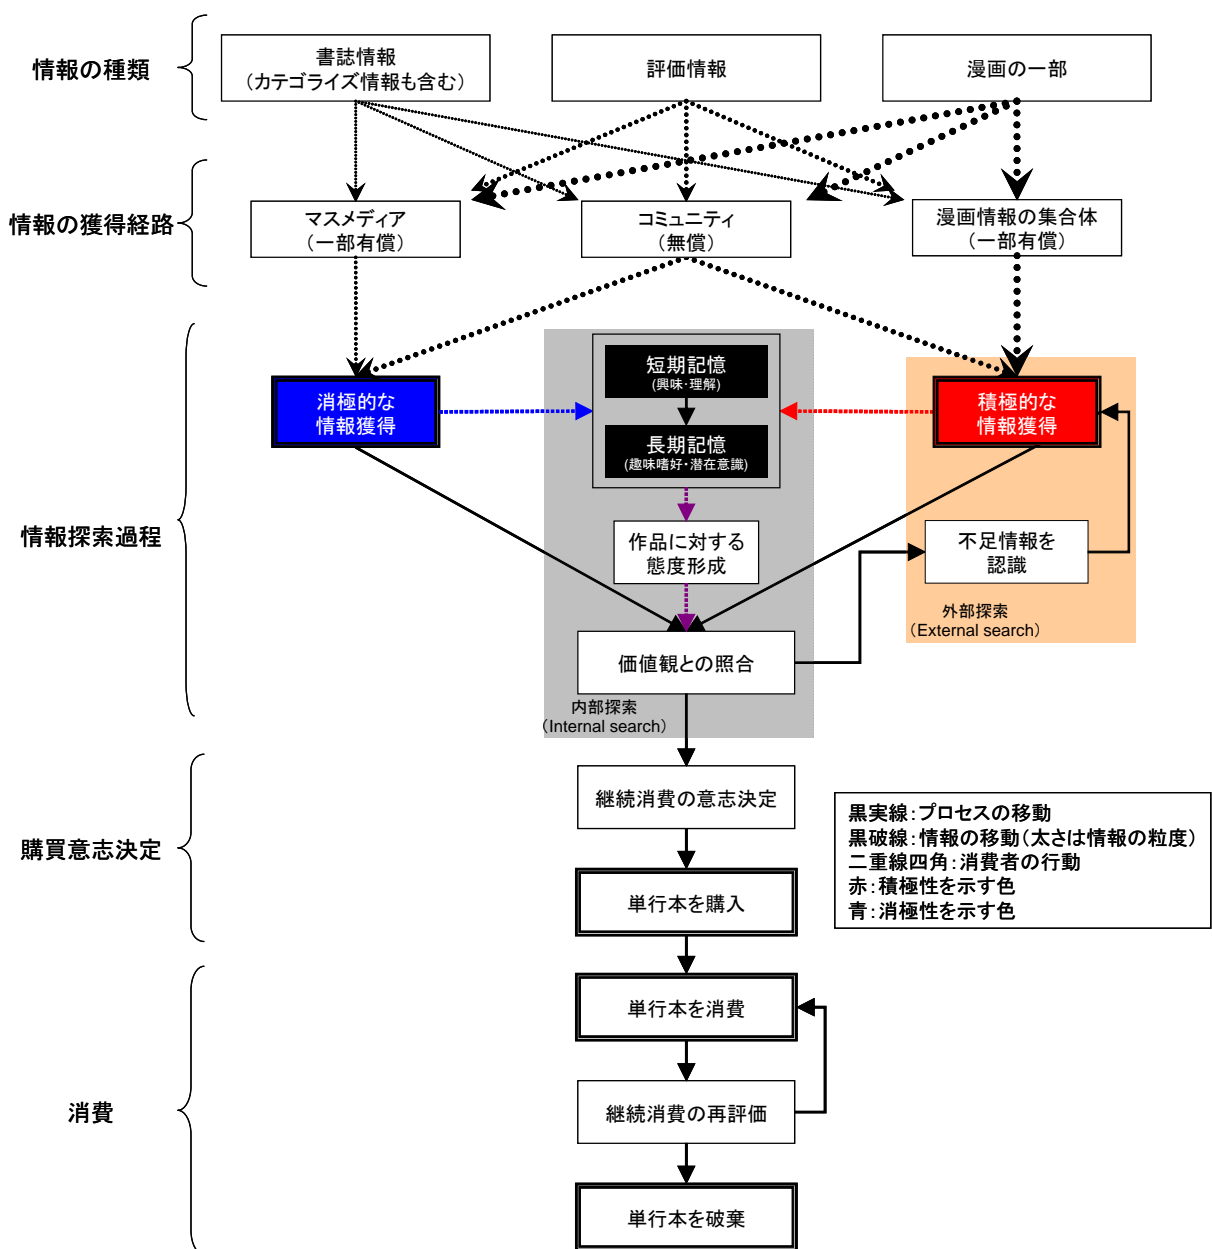 情報の種類
書誌情報
（カテゴライズ情報も含む）
評価情報
漫画の一部
情報の獲得経路
マスメディア
（一部有償）
コミュニティ
（無償）
漫画情報の集合体
（一部有償）
情報探索過程
消極的な
情報獲得
短期記憶
(興味・理解)
長期記憶
(趣味嗜好・潜在意識)
積極的な
情報獲得
作品に対する
態度形成
不足情報を
認識
外部探索
（External search）
価値観との照合
内部探索
（Internal search）
購買意志決定
継続消費の意志決定
単行本を購入
黒実線：プロセスの移動
黒破線：情報の移動（太さは情報の粒度）
二重線四角：消費者の行動
赤：積極性を示す色
青：消極性を示す色
消費
単行本を消費
継続消費の再評価
単行本を破棄